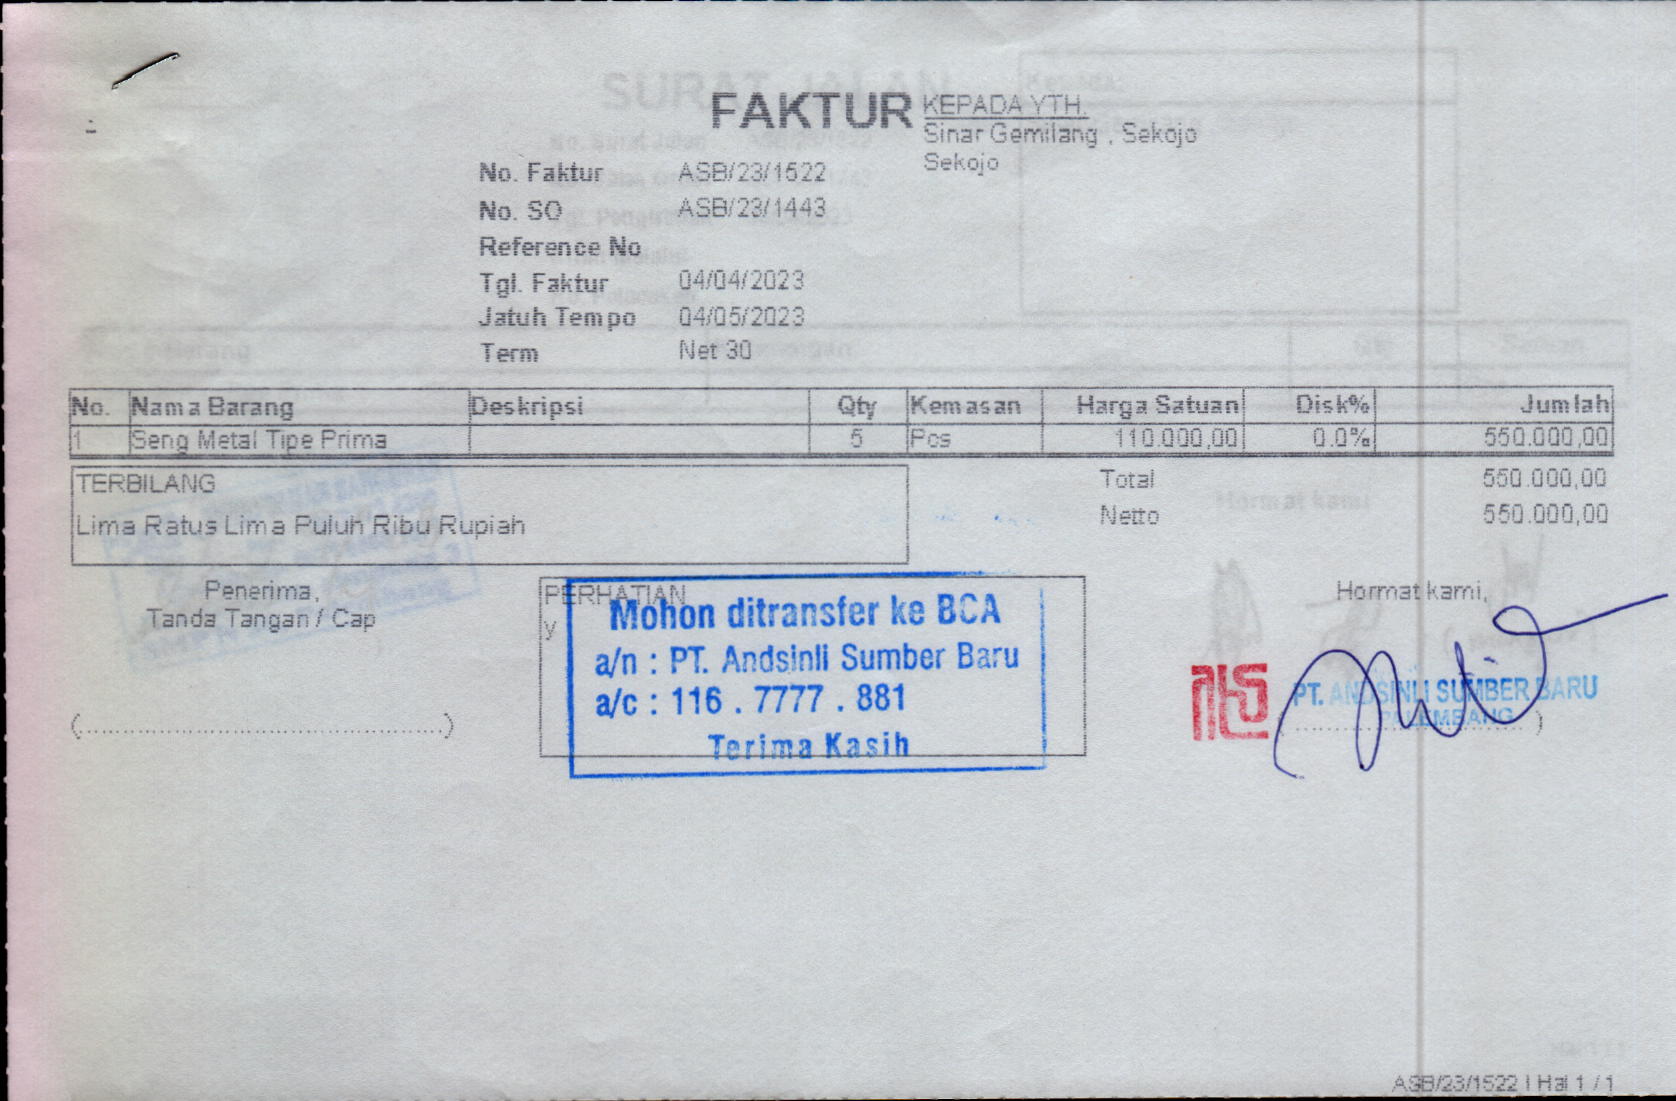 FAKTUR
KEPADA YTH.
Sinar Gemilang , Sekojo
Sekojo
No. Faktur ASB/23/1522
No. SO ASB/23/1443
Reference No
Tgl. Faktur 04/04/2023
Jatuh Tempo 04/05/2023
Term Net 30
No. Nama Barang Deskripsi Qty Kemasan Harga Satuan Disk% Jumlah
1 Seng Metal Tipe Prima 5 Pcs 110.000,00 0.0% 550.000,00
TERBILANG
Lima Ratus Lima Puluh Ribu Rupiah
Total 550.000,00
Netto 550.000,00
Penerima,
Tanda Tangan / Cap
(..........................................................)
PERHATIAN
y
Mohon ditransfer ke BCA
a/n : PT. Andsinli Sumber Baru
a/c : 116 . 7777 . 881
Terima Kasih
Hormat kami,
PT. ANDSINLI SUMBER BARU
PALEMBANG
ASB/23/1522 | Hal 1 / 1
SURAT JALAN
Hormat kami